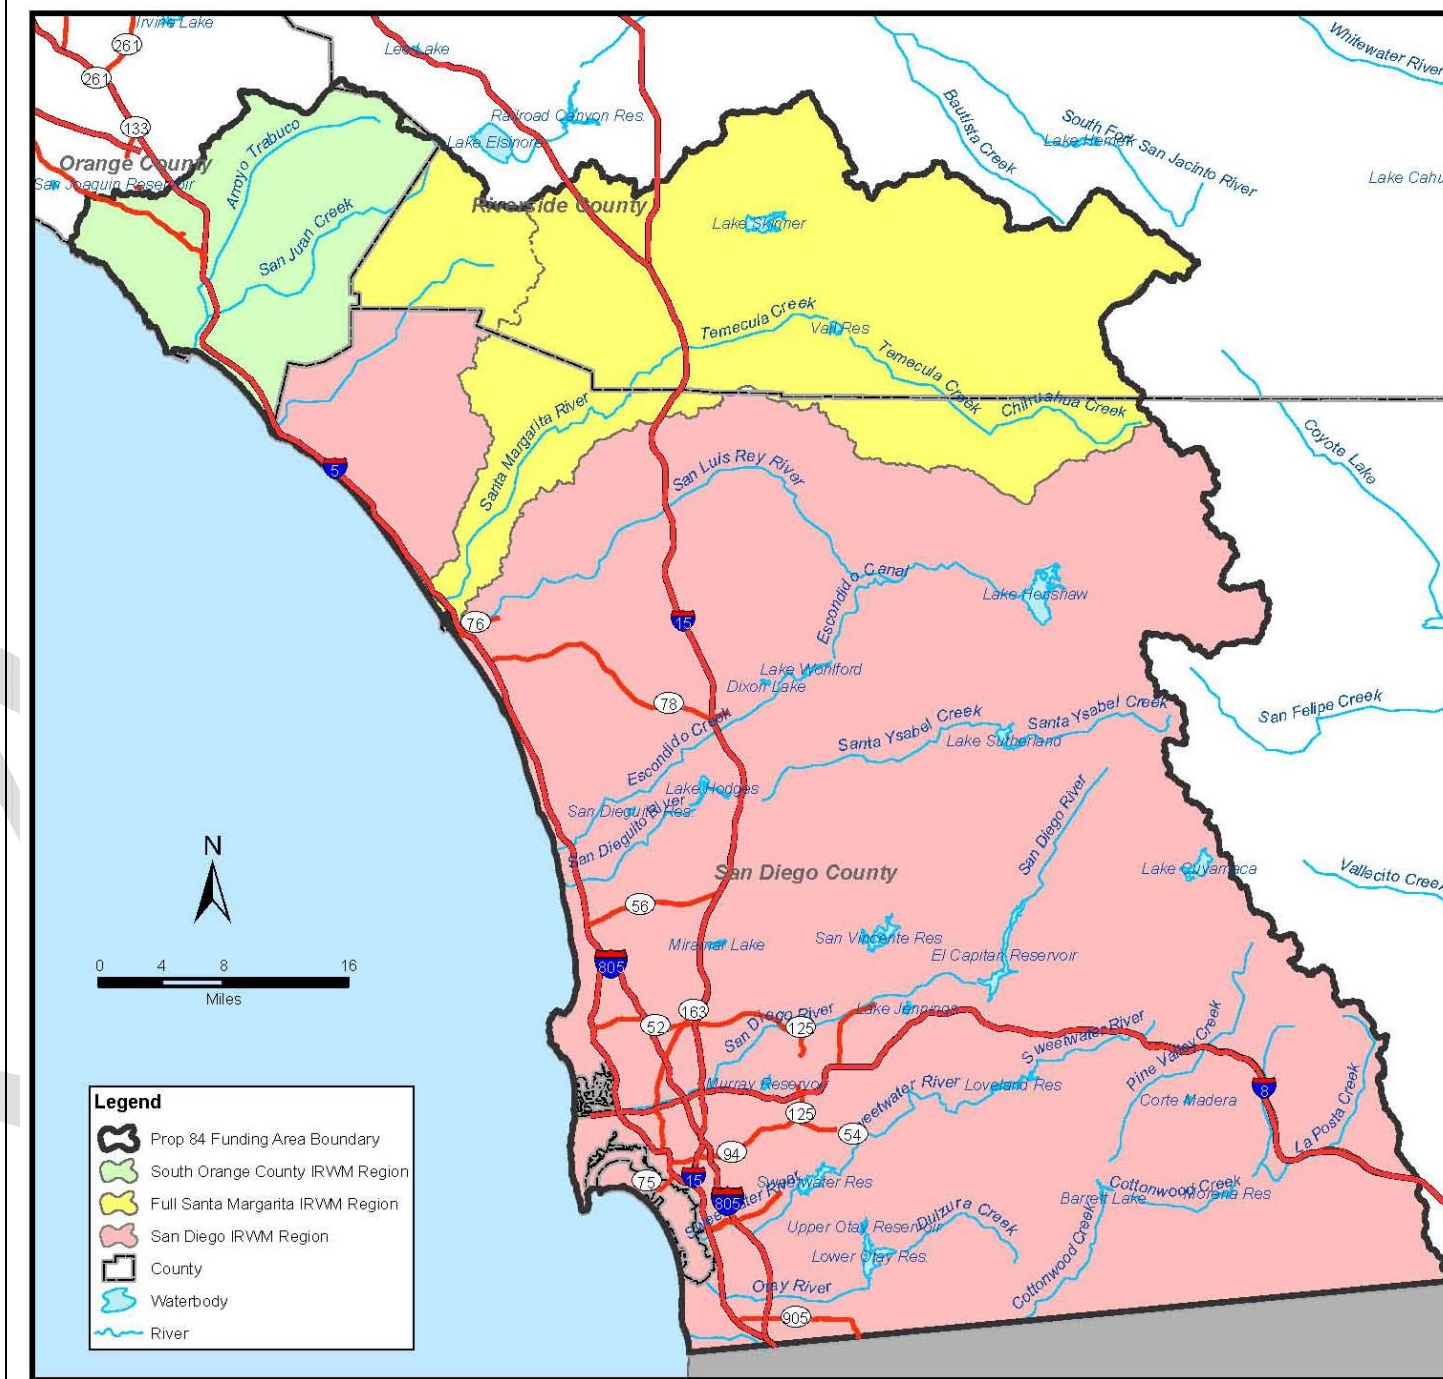 Irvine Lake
261
Lee Lake
Whitewater River
261
Bautista Creek
South Fork San Jacinto River
Railroad Canyon Res.
133
Arroyo Trabuco
Lake Elsinore
Lake Hemet
Orange County
San Joaquin Reservoir
Lake Cahu
Riverside County
San Juan Creek
Lake Skinner
Temecula Creek
Vail Res
Temecula Creek
Chihuahua Creek
Santa Margarita River
Coyote Lake
5
San Luis Rey River
Escondido Canal
Lake Henshaw
76
15
Lake Wohlford
Dixon Lake
78
San Felipe Creek
Escondido Creek
Santa Ysabel Creek
Santa Ysabel Creek
Lake Sutherland
Lake Hodges
San Dieguito Res.
San Dieguito River
San Diego River
N
San Diego County
Lake Cuyamaca
Vallecito Creek
56
Miramar Lake
San Vincente Res
El Capitan Reservoir
0 4 8 16
Miles
805
163
52
San Diego River
125
Lake Jennings
Sweetwater River
Pine Valley Creek
Murray Reservoir
Sweetwater River
Loveland Res
Corte Madera
8
125
54
La Posta Creek
94
75
15
Sweetwater Res
Sweetwater River
805
Cottonwood Creek
Barrett Lake
Morena Res
Upper Otay Reservoir
Dulzura Creek
Lower Otay Res.
Cottonwood Creek
Otay River
905
Legend
Prop 84 Funding Area Boundary
South Orange County IRWM Region
Full Santa Margarita IRWM Region
San Diego IRWM Region
County
Waterbody
River